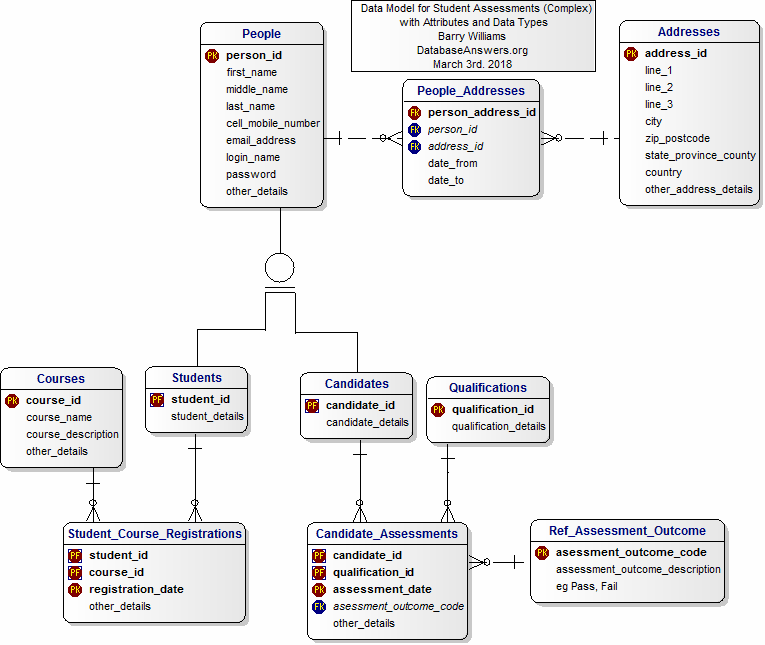 Data Model for Student Assessments (Complex)
with Attributes and Data Types
Barry Williams
DatabaseAnswers.org
March 3rd. 2018
People
PK person_id
first_name
middle_name
last_name
cell_mobile_number
email_address
login_name
password
other_details
People_Addresses
FK person_address_id
FK person_id
FK address_id
date_from
date_to
Addresses
PK address_id
line_1
line_2
line_3
city
zip_postcode
state_province_county
country
other_address_details
Courses
PK course_id
course_name
course_description
other_details
Students
PF student_id
student_details
Candidates
PF candidate_id
candidate_details
Qualifications
PK qualification_id
qualification_details
Student_Course_Registrations
PF student_id
PF course_id
PK registration_date
other_details
Candidate_Assessments
PF candidate_id
PF qualification_id
PK assessment_date
FK asessment_outcome_code
other_details
Ref_Assessment_Outcome
PK asessment_outcome_code
assessment_outcome_description
eg Pass, Fail